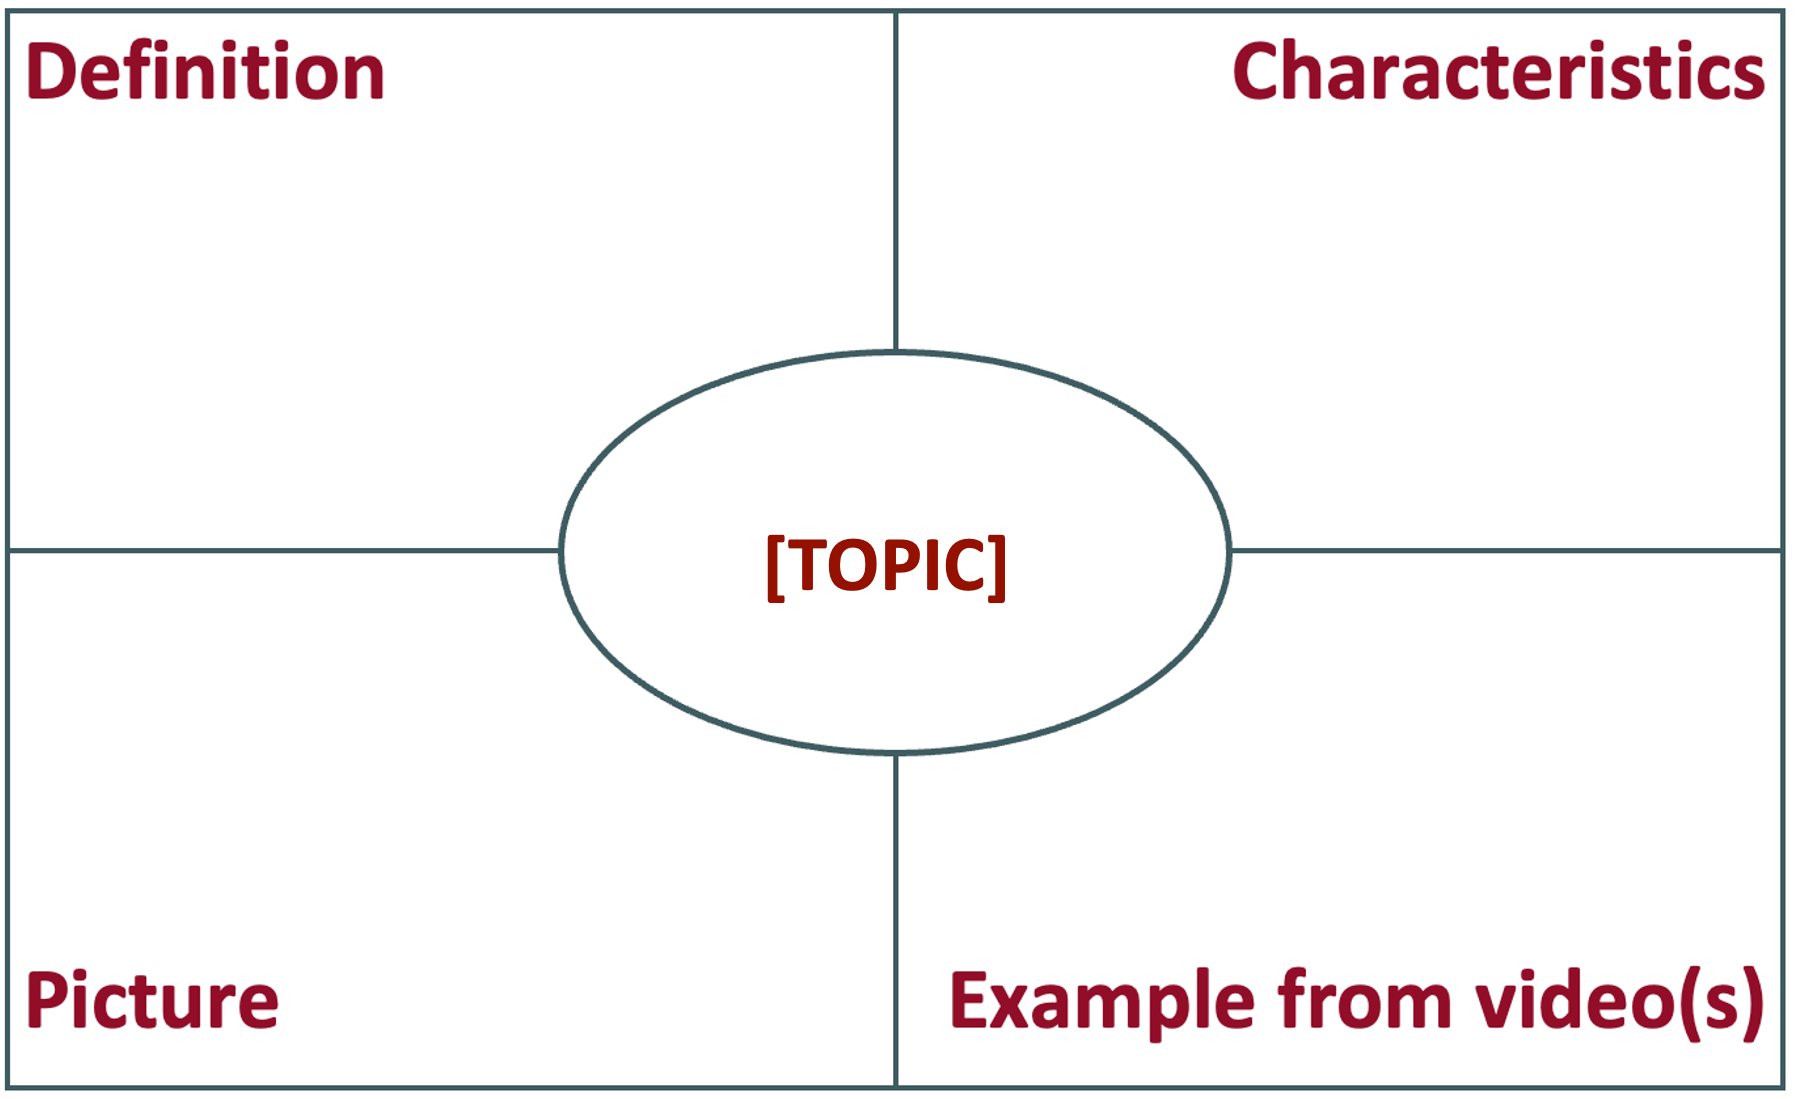 Definition
Characteristics
[TOPIC]
Picture
Example from video(s)